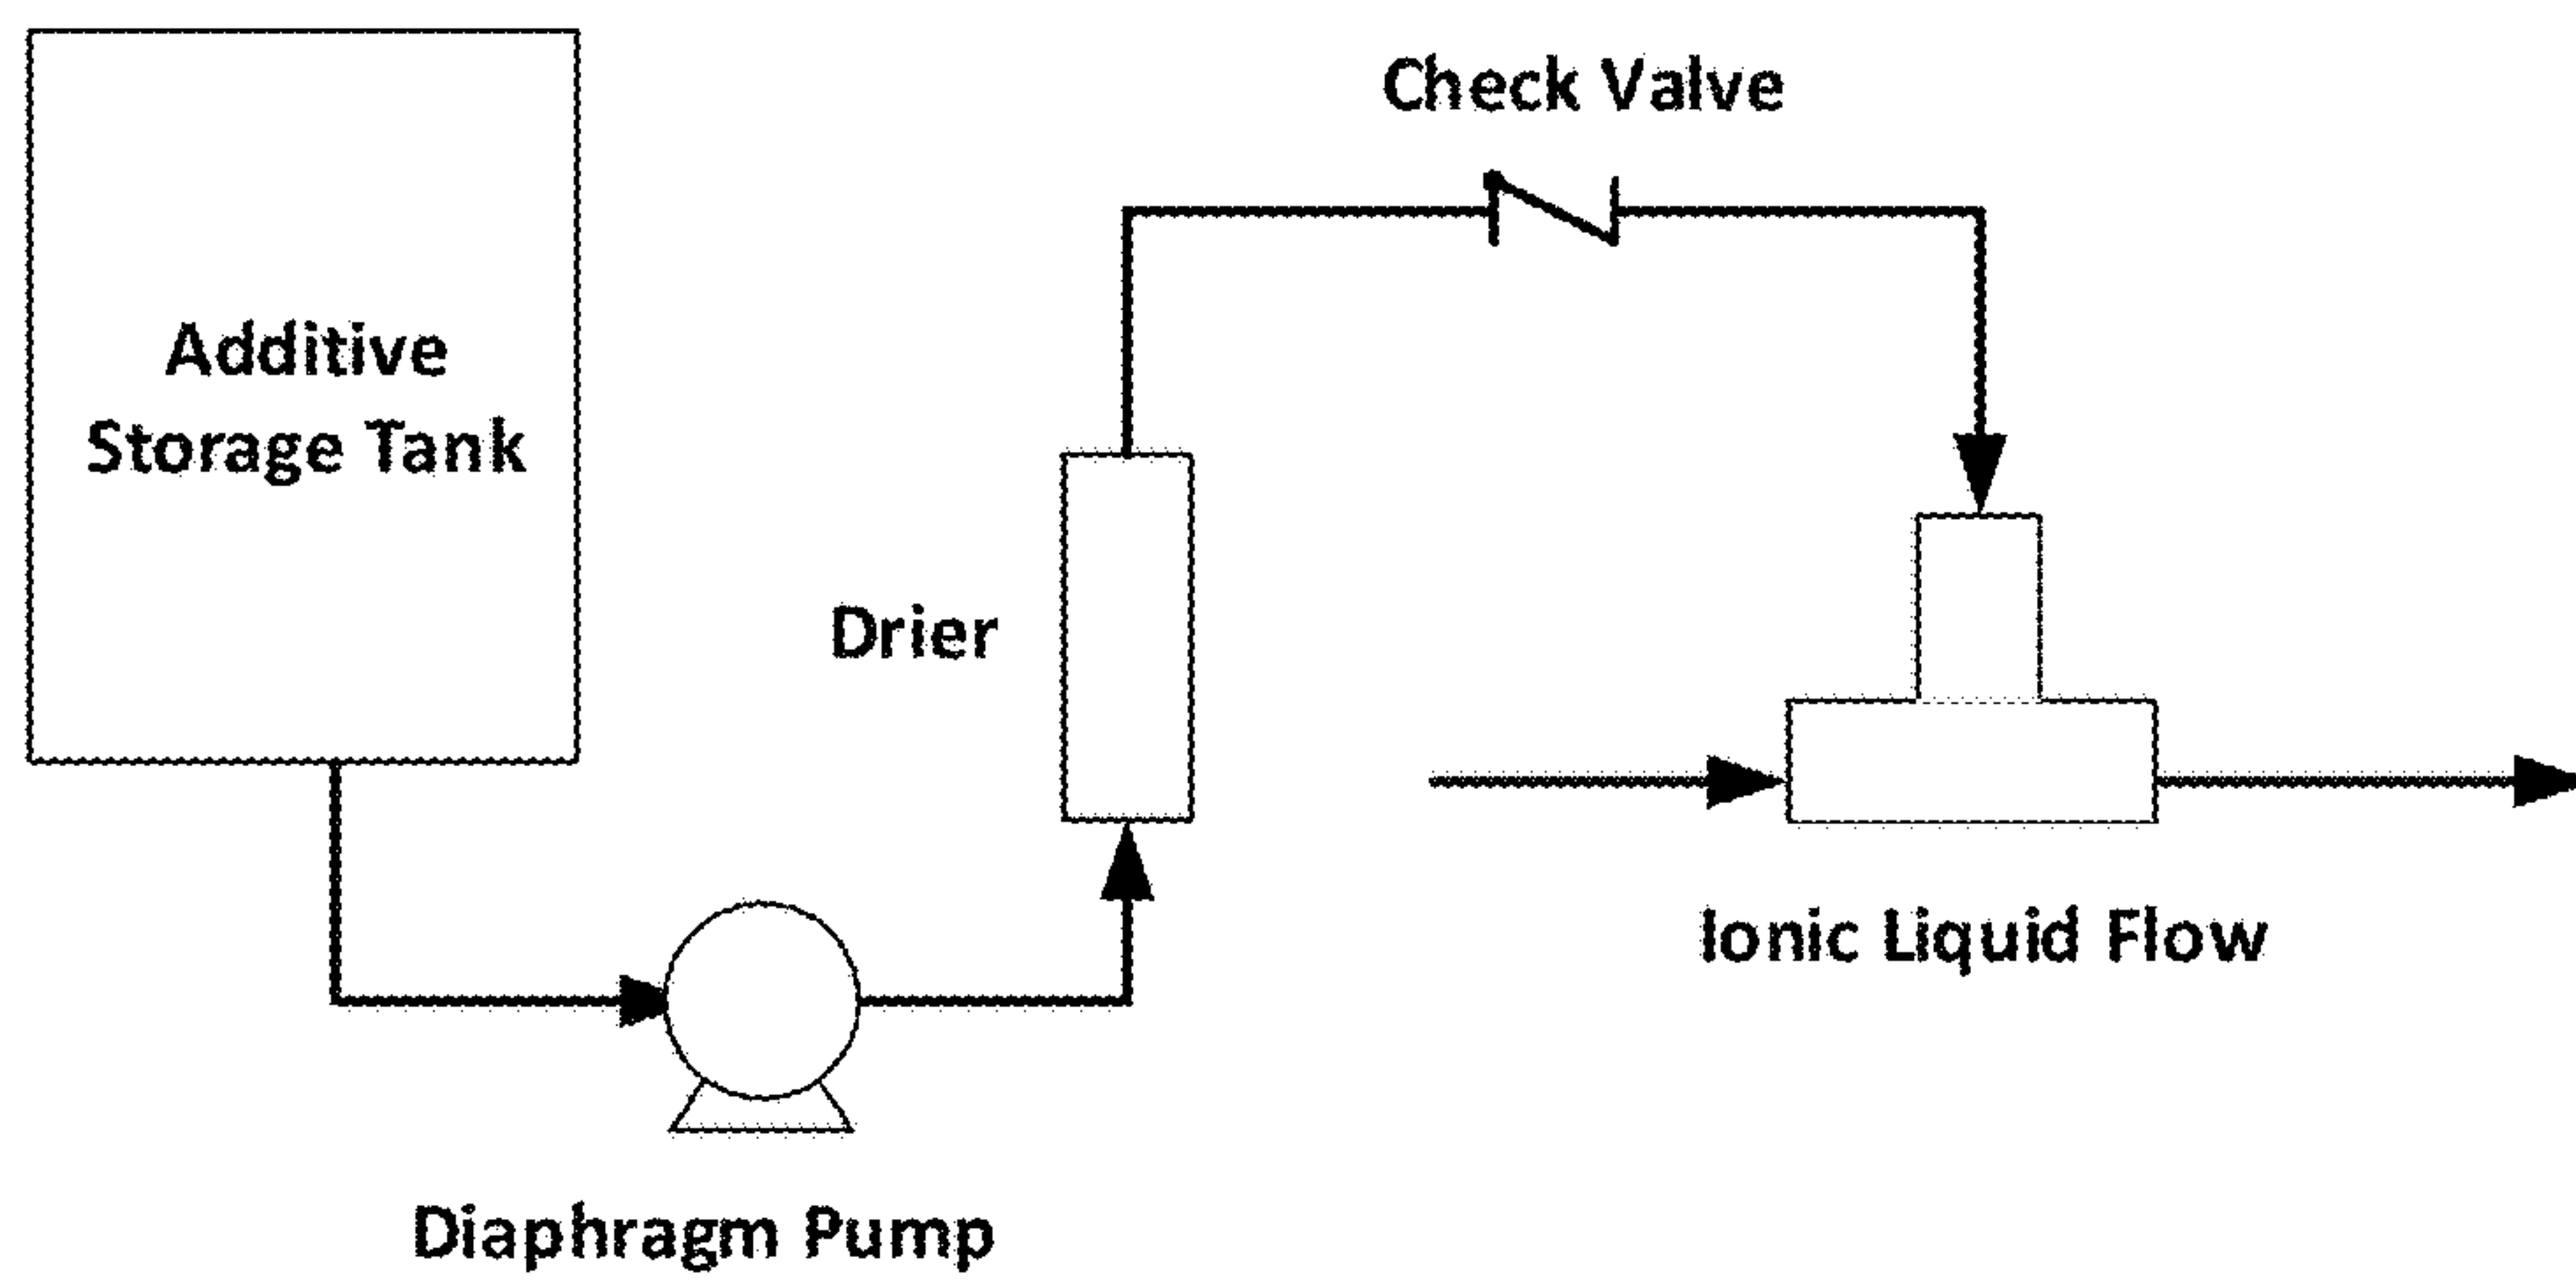 Check Valve
Additive
Storage Tank
Drier
Ionic Liquid Flow
Diaphragm Pump